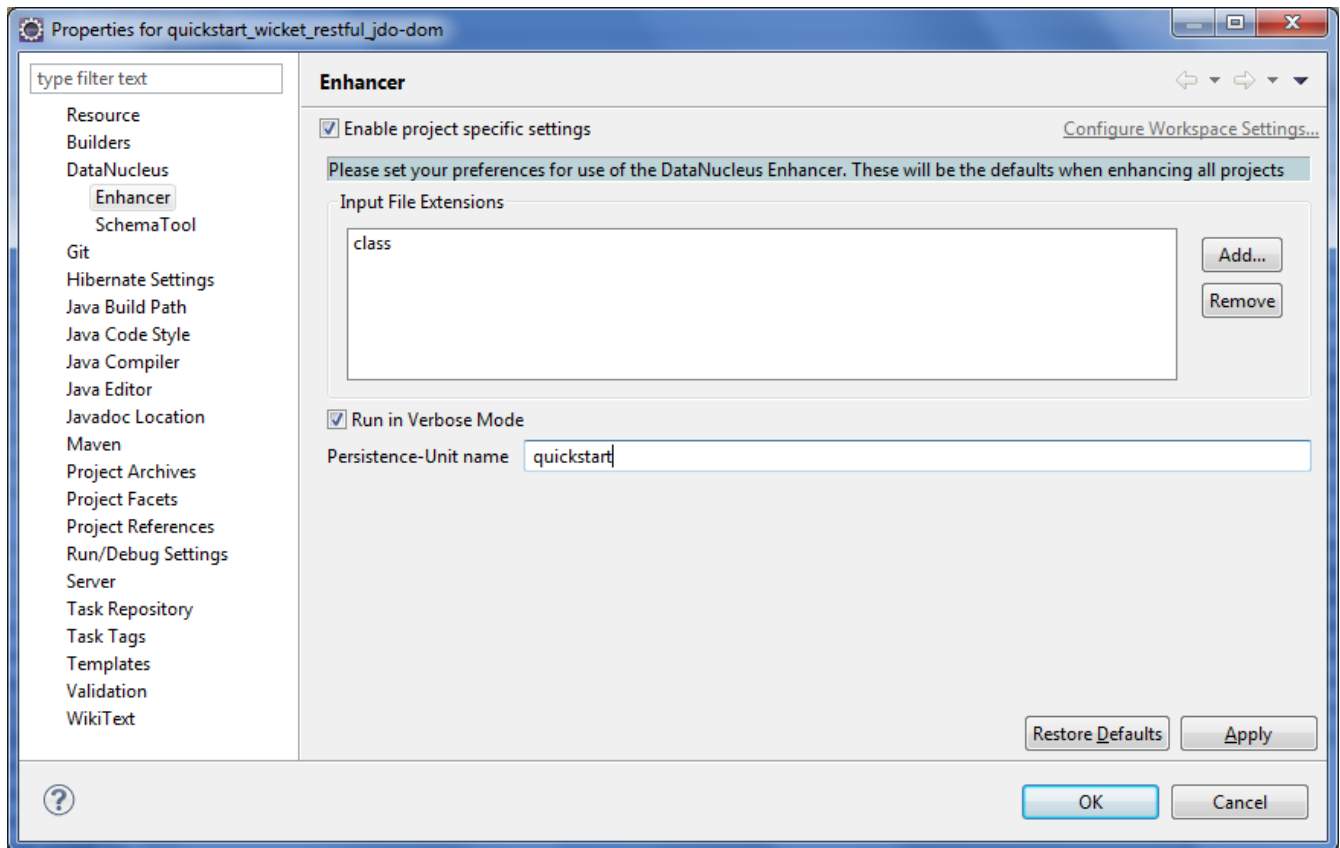 Properties for quickstart_wicket_restful_jdo-dom
type filter text
Resource
Builders
DataNucleus
Enhancer
SchemaTool
Git
Hibernate Settings
Java Build Path
Java Code Style
Java Compiler
Java Editor
Javadoc Location
Maven
Project Archives
Project Facets
Project References
Run/Debug Settings
Server
Task Repository
Task Tags
Templates
Validation
WikiText
Enhancer
Enable project specific settings
Configure Workspace Settings...
Please set your preferences for use of the DataNucleus Enhancer. These will be the defaults when enhancing all projects
Input File Extensions
class
Add...
Remove
Run in Verbose Mode
Persistence-Unit name quickstart
Restore Defaults
Apply
?
OK
Cancel